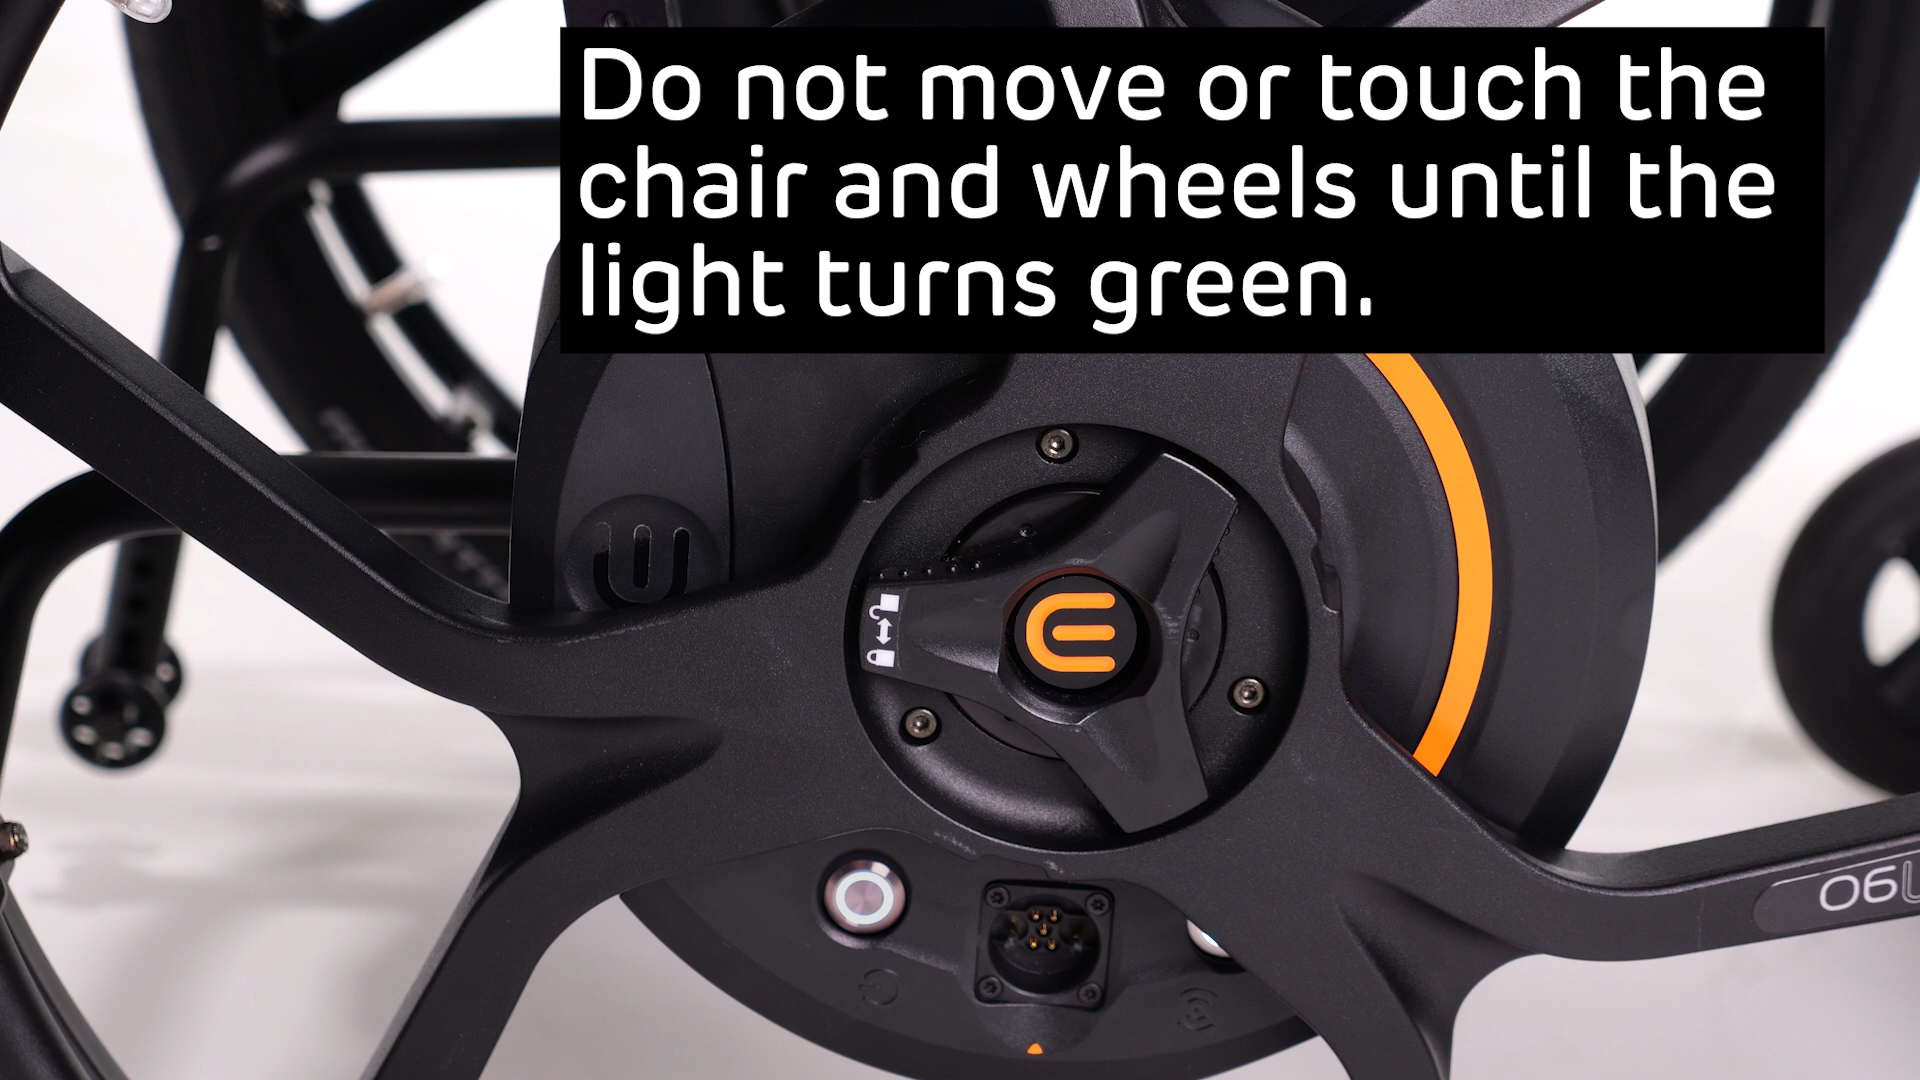 Do not move or touch the
chair and wheels until the
light turns green.